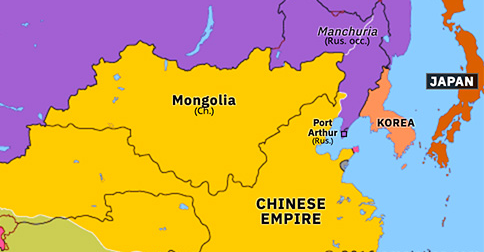 Manchuria
(Rus. occ.)
JAPAN
Mongolia
(Ch.)
Port
Arthur
(Rus.)
KOREA
CHINESE
EMPIRE